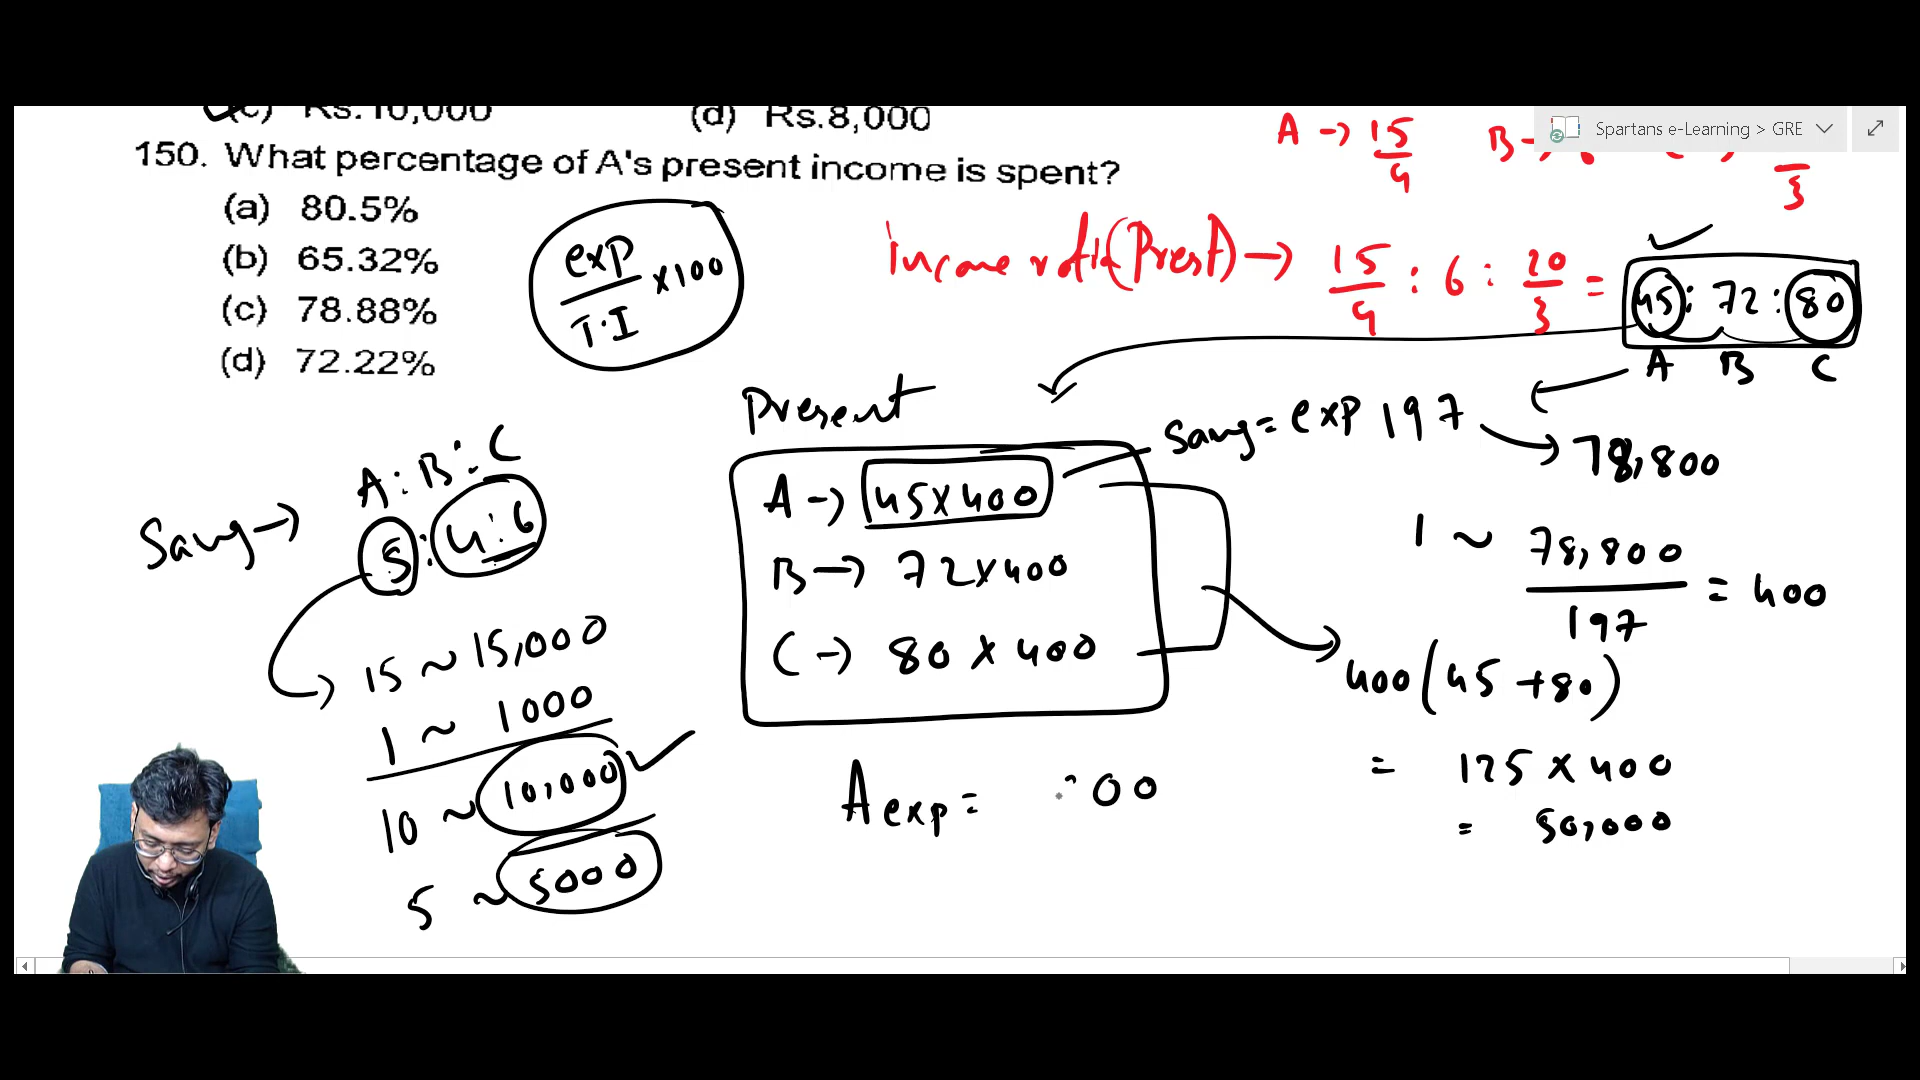 (c) Rs.10,000 (d) Rs.8,000
150. What percentage of A's present income is spent?
(a) 80.5%
(b) 65.32%
(c) 78.88%
(d) 72.22%
exp / T.I × 100
Spartans e-Learning > GRE
A → 15/4 B →
3
income ratio (Present) → 15/4 : 6 : 20/3 = 45 : 72 : 80
A B C
Present
A → 45×400
B → 72×400
C → 80 × 400
exp 197 → 78,800
1 ~ 78,800 / 197 = 400
400 (45 + 80)
= 125 × 400
= 50,000
A : B : C
5 : 4 : 6
15 ~ 15,000
1 ~ 1000
10 ~ 10,000
5 ~ 5000
A exp = 00